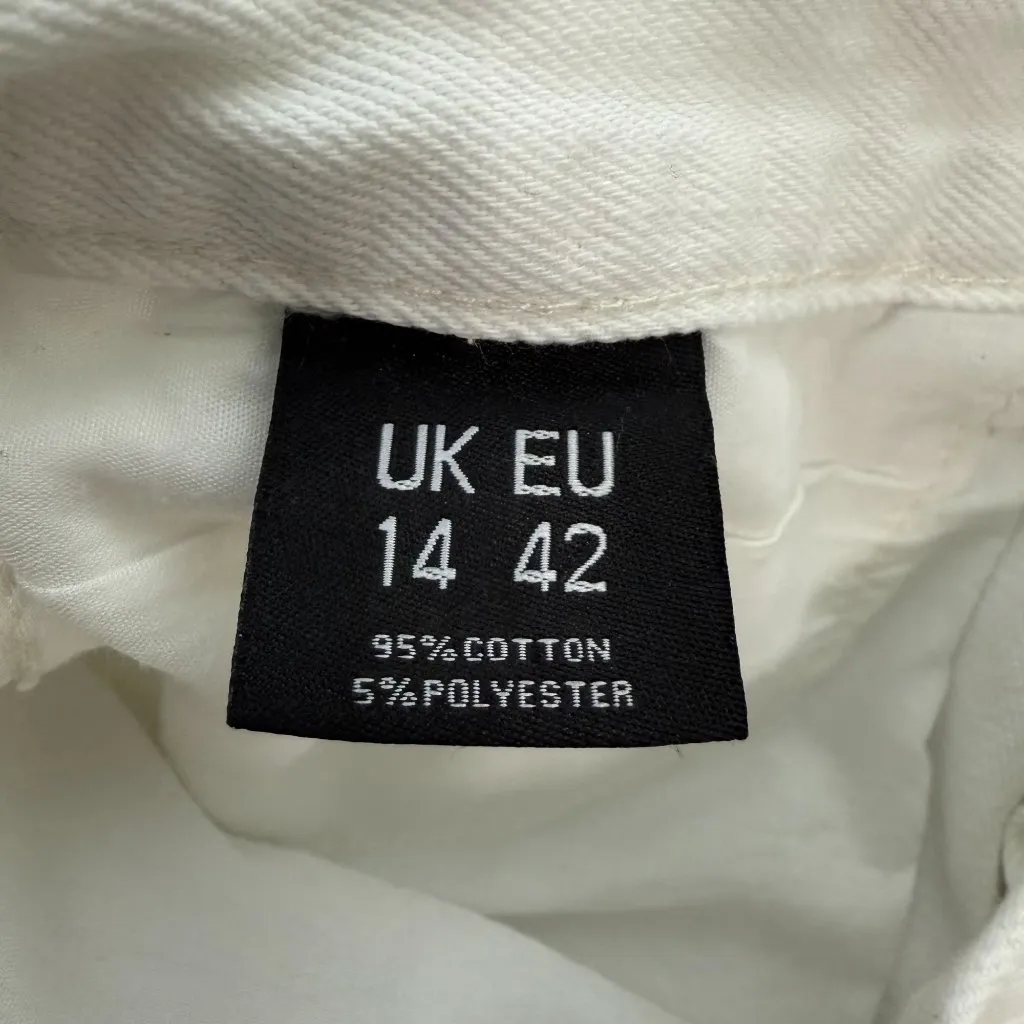 UK EU
14 42
95% COTTON
5% POLYESTER